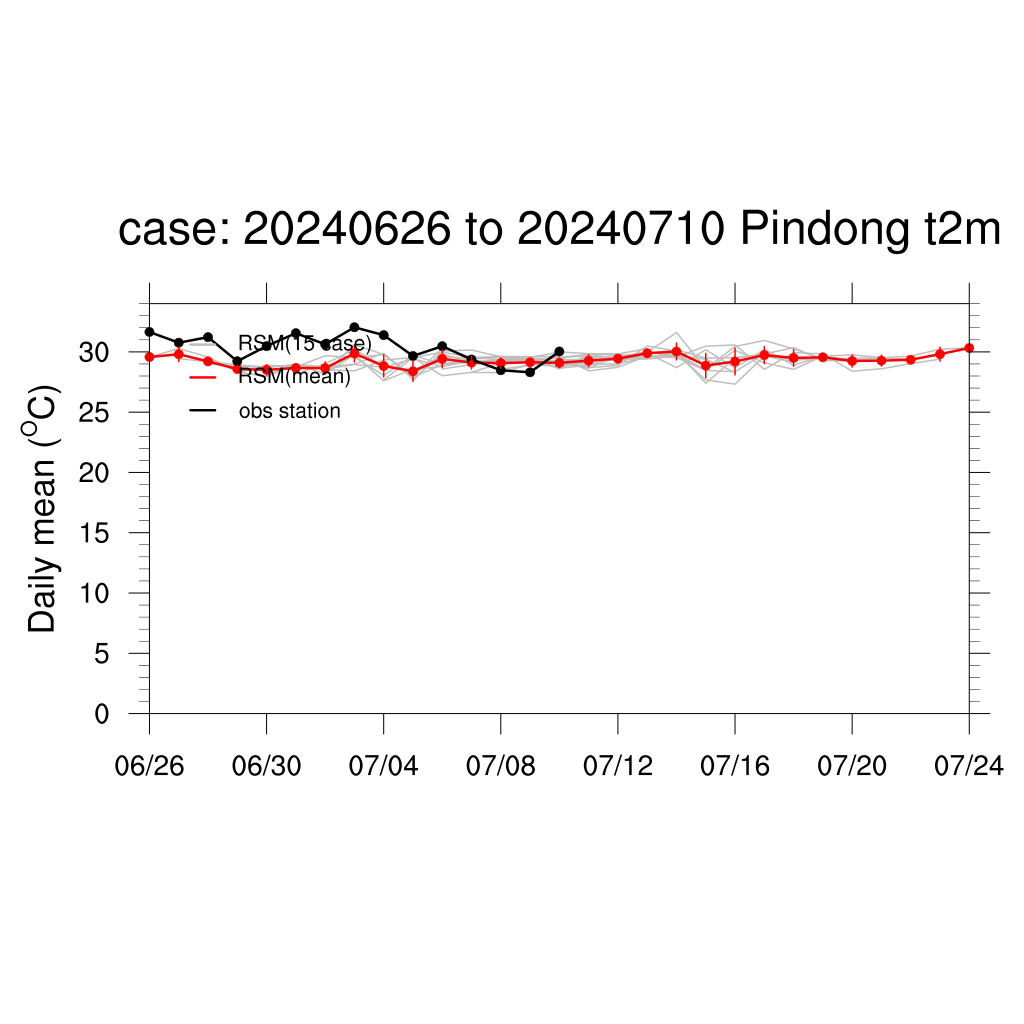 case: 20240626 to 20240710 Pindong t2m
Daily mean (°C)
30
25
20
15
10
5
0
RSM(15 case)
RSM(mean)
obs station
06/26 06/30 07/04 07/08 07/12 07/16 07/20 07/24